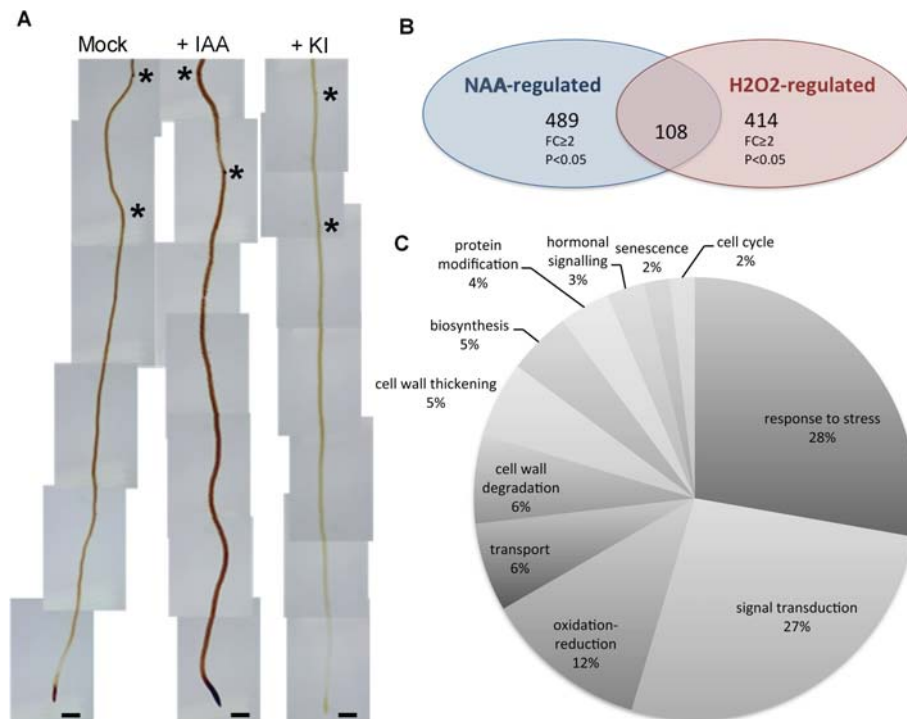 A
Mock
+ IAA
+ KI
*
*
*
*
*
*
B
NAA-regulated
489
FC≥2
P<0.05
108
H2O2-regulated
414
FC≥2
P<0.05
C
protein
modification
4%
hormonal
signalling
3%
senescence
2%
cell cycle
2%
biosynthesis
5%
cell wall thickening
5%
response to stress
28%
cell wall
degradation
6%
transport
6%
oxidation-
reduction
12%
signal transduction
27%